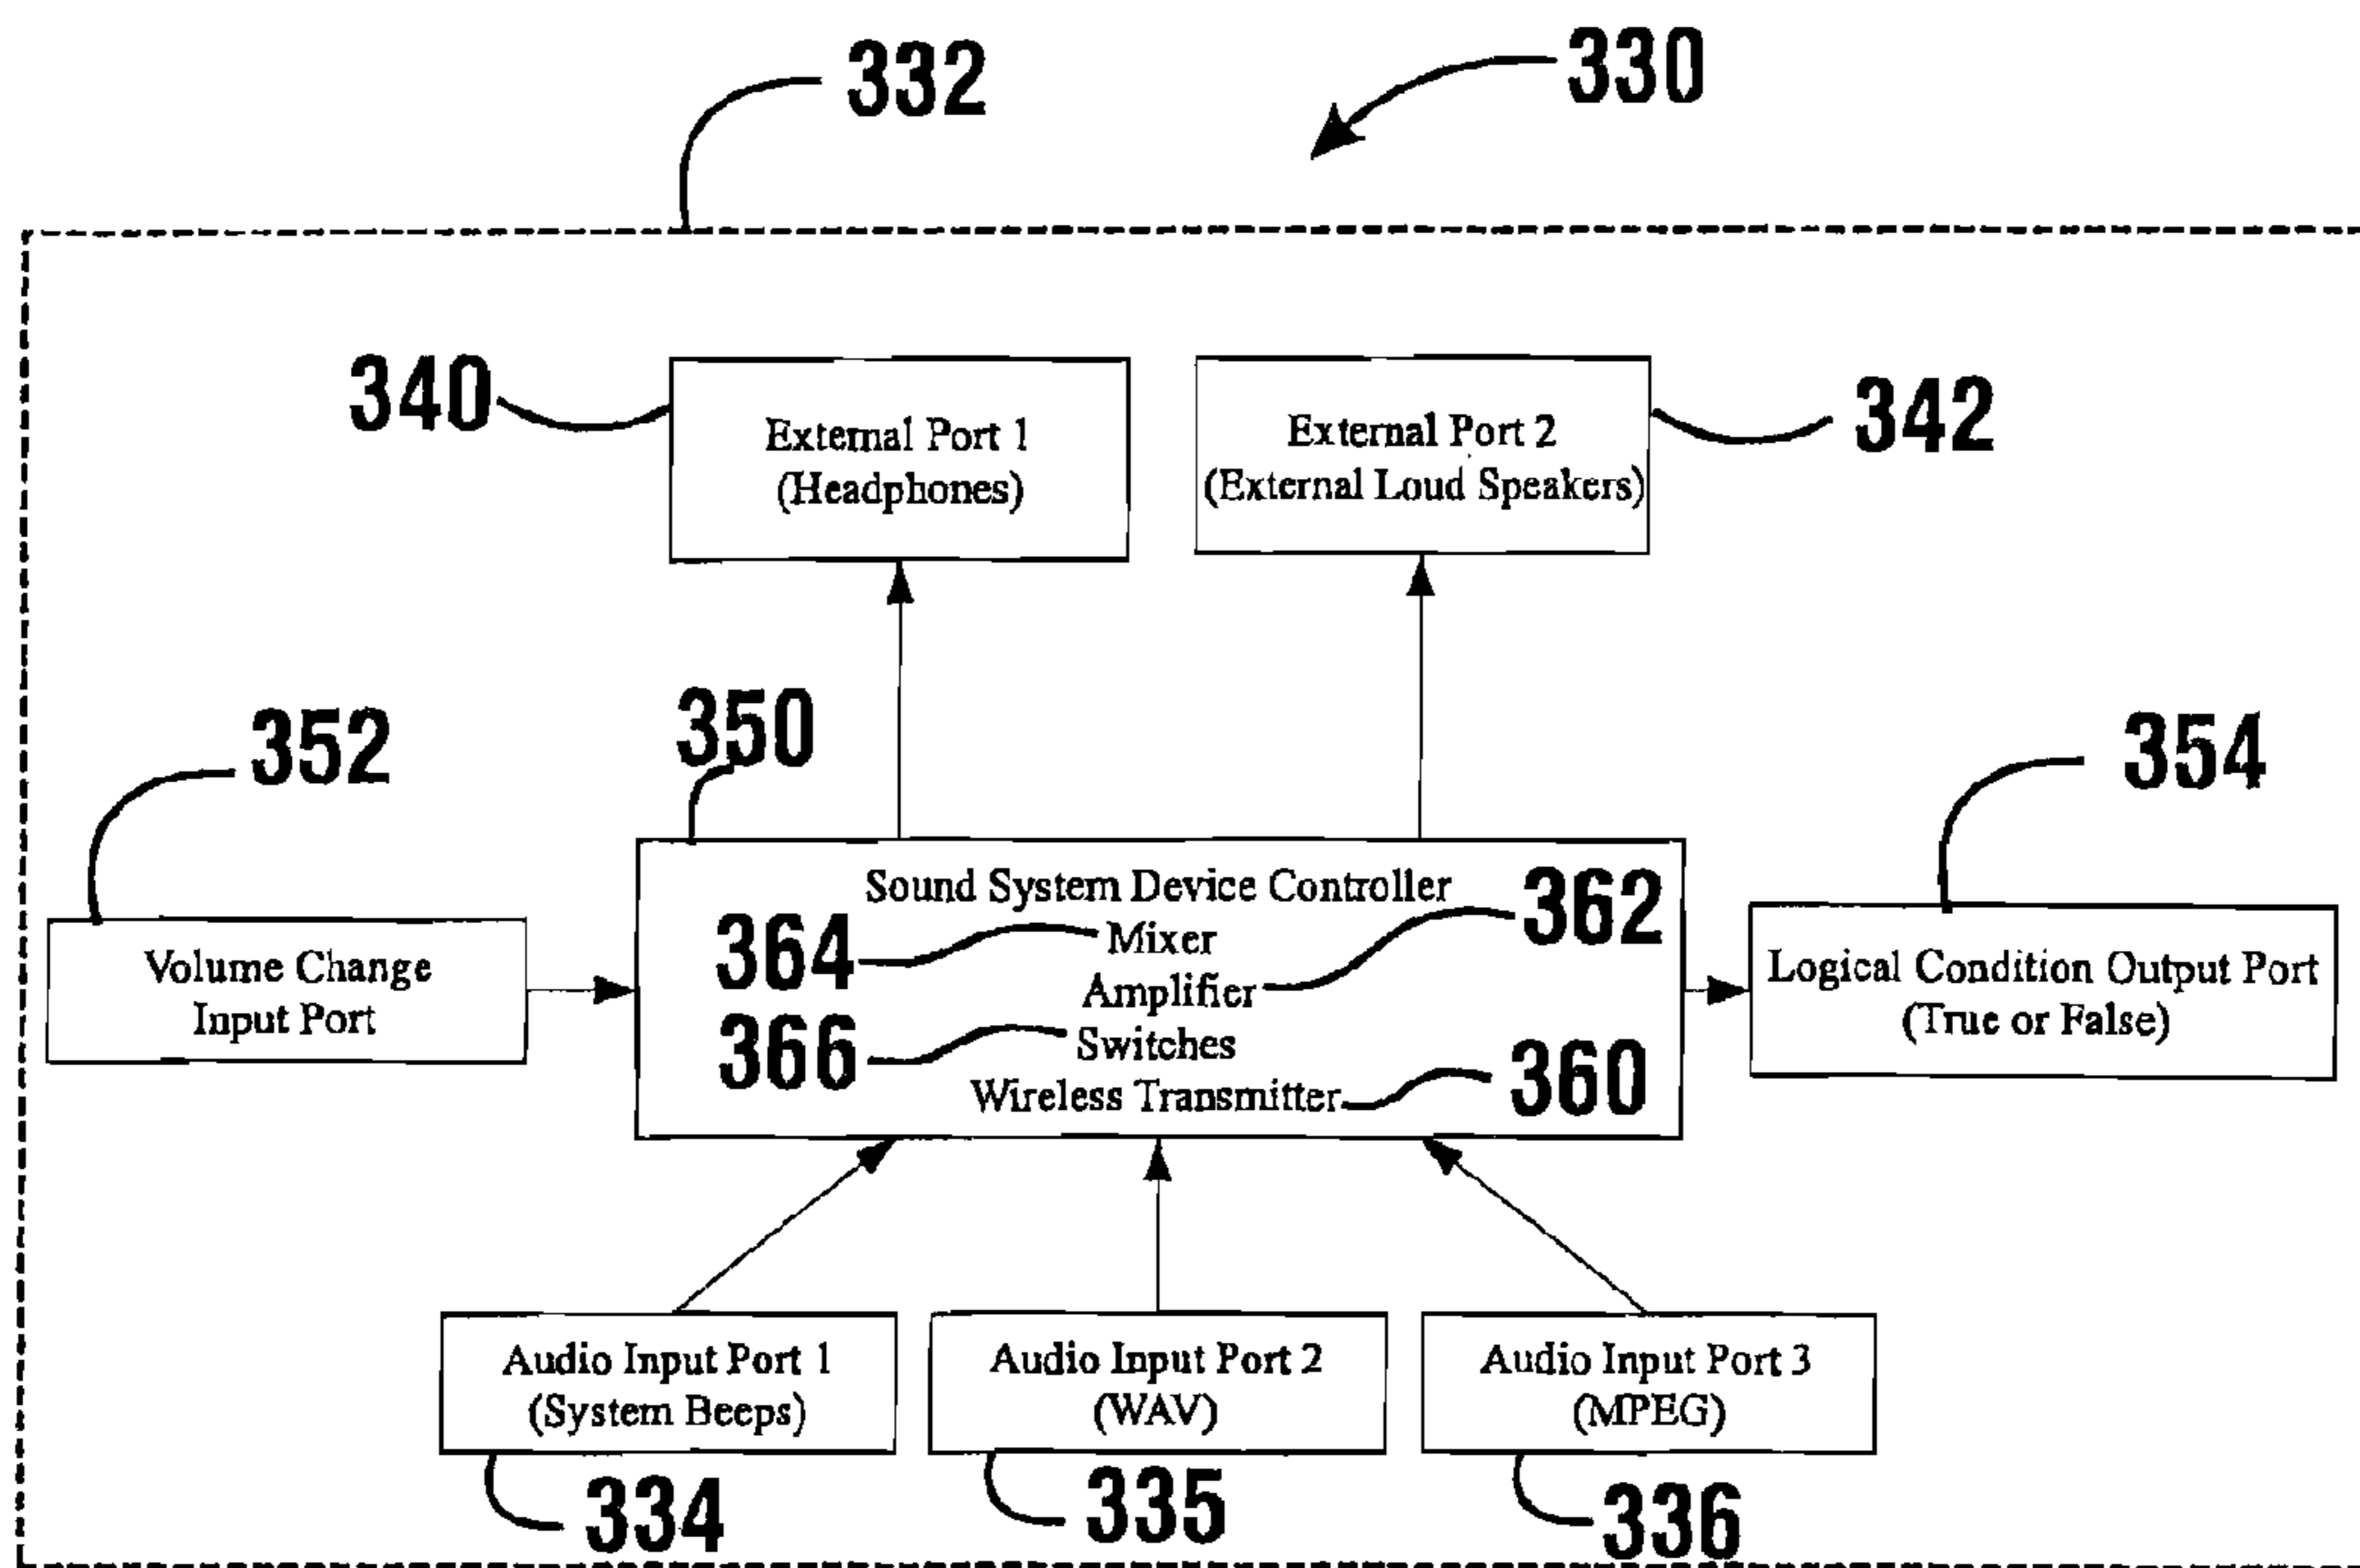 332
330
340
External Port 1
(Headphones)
External Port 2
(External Loud Speakers)
342
352
350
354
Volume Change
Input Port
Sound System Device Controller
362
364
Mixer
Amplifier
366
Switches
Wireless Transmitter
360
Logical Condition Output Port
(True or False)
Audio Input Port 1
(System Beeps)
Audio Input Port 2
(WAV)
Audio Input Port 3
(MPEG)
334
335
336